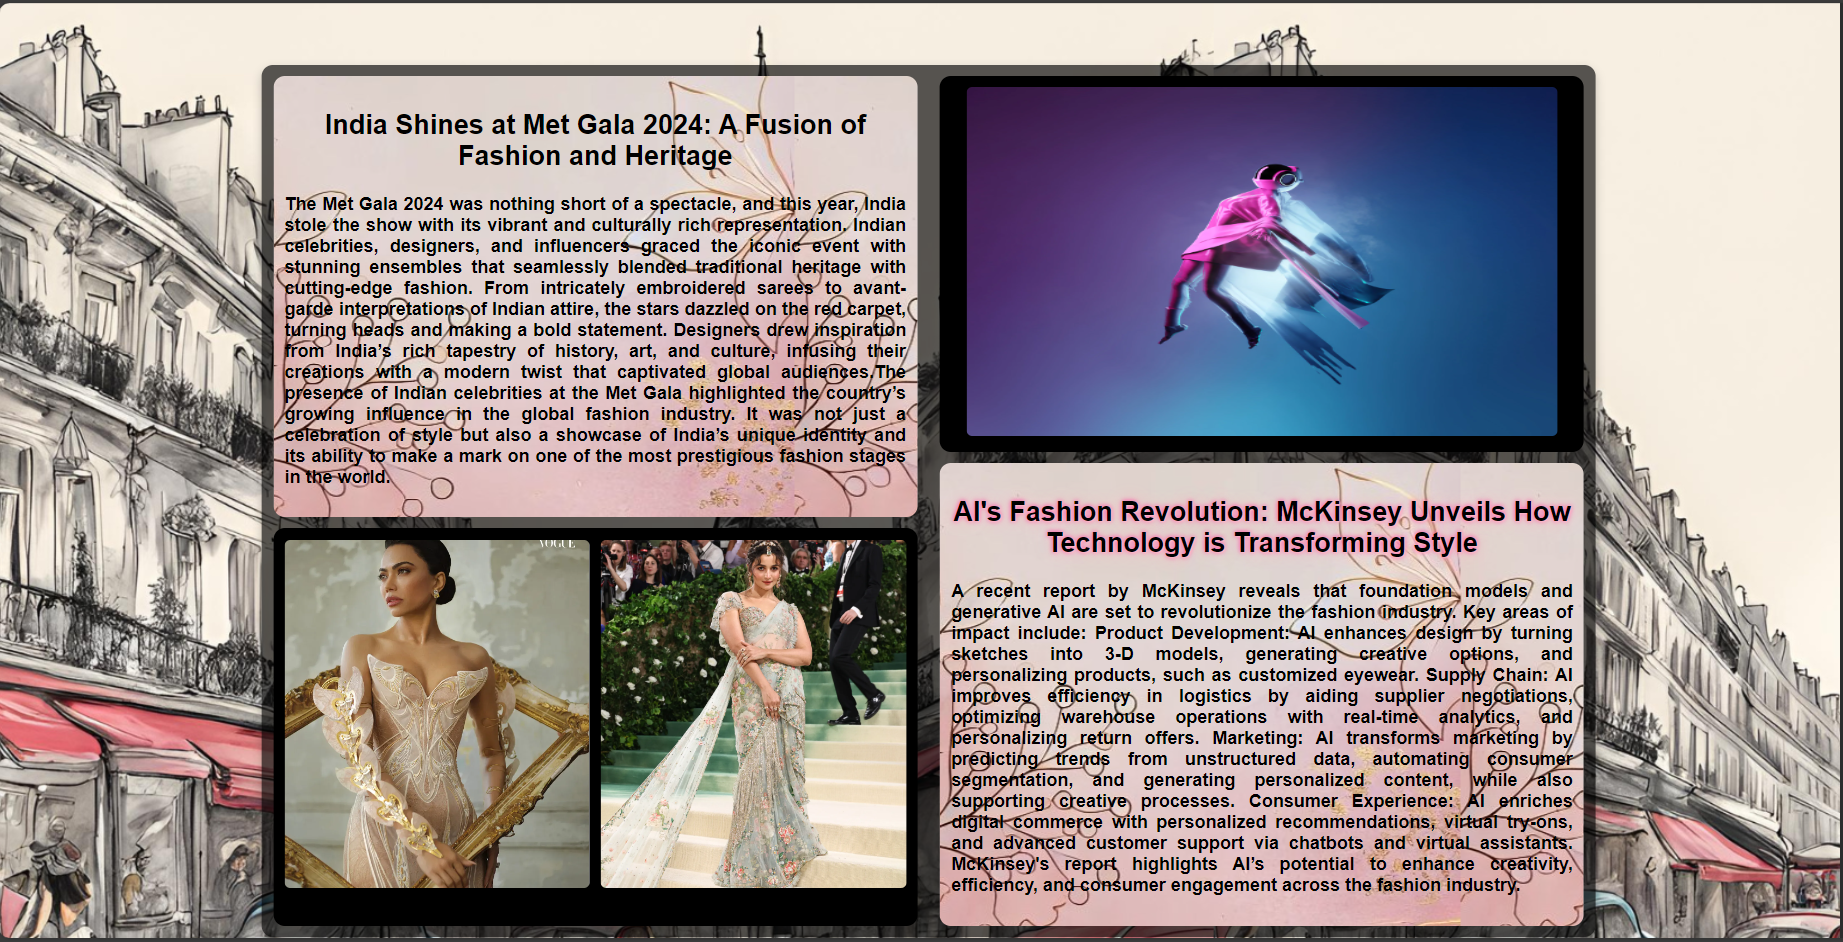 India Shines at Met Gala 2024: A Fusion of
Fashion and Heritage
The Met Gala 2024 was nothing short of a spectacle, and this year, India
stole the show with its vibrant and culturally rich representation. Indian
celebrities, designers, and influencers graced the iconic event with
stunning ensembles that seamlessly blended traditional heritage with
cutting-edge fashion. From intricately embroidered sarees to avant-
garde interpretations of Indian attire, the stars dazzled on the red carpet,
turning heads and making a bold statement. Designers drew inspiration
from India’s rich tapestry of history, art, and culture, infusing their
creations with a modern twist that captivated global audiences.The
presence of Indian celebrities at the Met Gala highlighted the country’s
growing influence in the global fashion industry. It was not just a
celebration of style but also a showcase of India’s unique identity and
its ability to make a mark on one of the most prestigious fashion stages
in the world.
VOGUE
AI's Fashion Revolution: McKinsey Unveils How
Technology is Transforming Style
A recent report by McKinsey reveals that foundation models and
generative AI are set to revolutionize the fashion industry. Key areas of
impact include: Product Development: AI enhances design by turning
sketches into 3-D models, generating creative options, and
personalizing products, such as customized eyewear. Supply Chain: AI
improves efficiency in logistics by aiding supplier negotiations,
optimizing warehouse operations with real-time analytics, and
personalizing return offers. Marketing: AI transforms marketing by
predicting trends from unstructured data, automating consumer
segmentation, and generating personalized content, while also
supporting creative processes. Consumer Experience: AI enriches
digital commerce with personalized recommendations, virtual try-ons,
and advanced customer support via chatbots and virtual assistants.
McKinsey's report highlights AI’s potential to enhance creativity,
efficiency, and consumer engagement across the fashion industry.